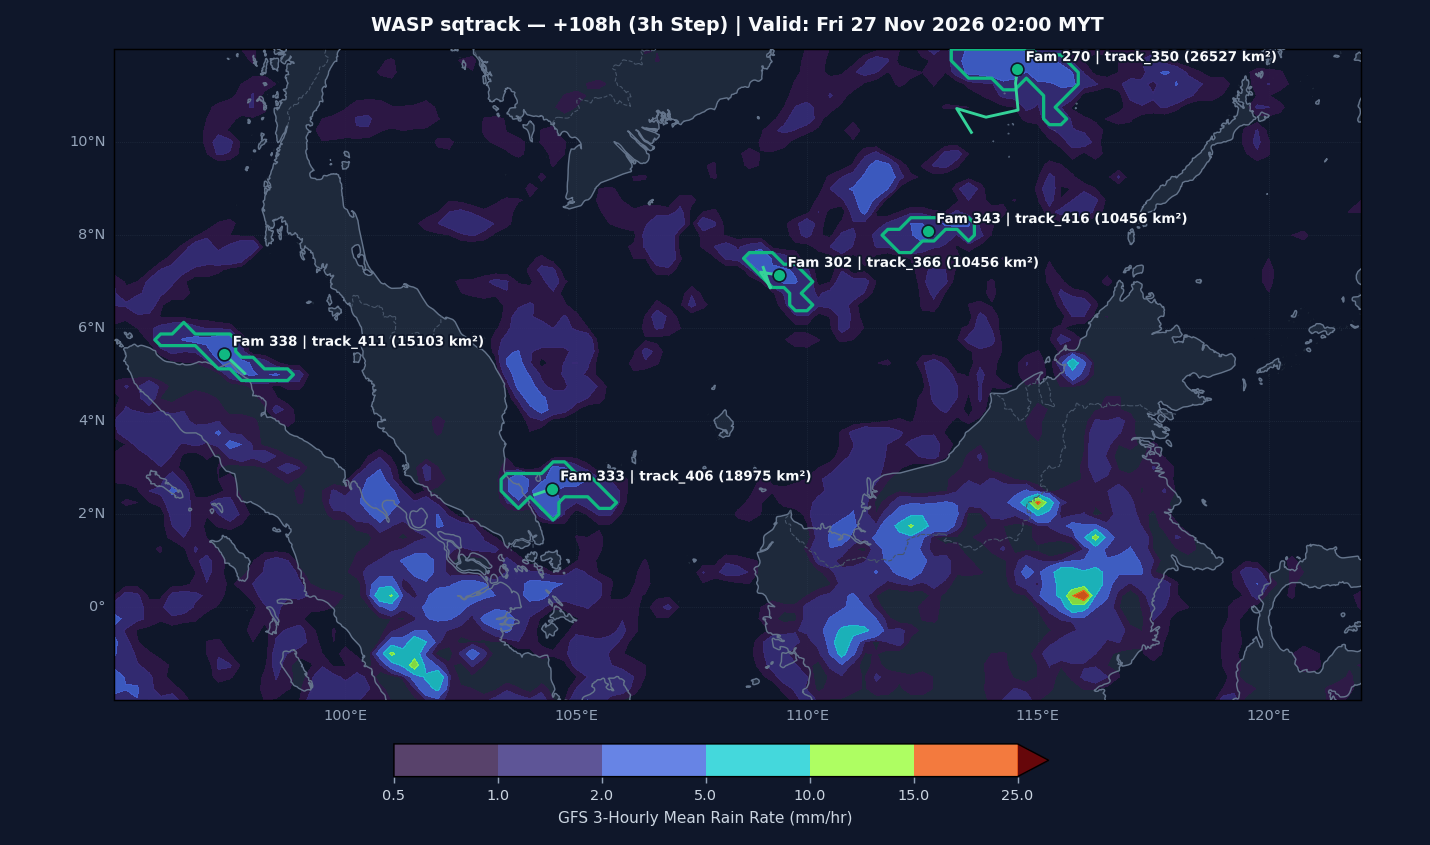 WASP sqtrack — +108h (3h Step) | Valid: Fri 27 Nov 2026 02:00 MYT
Fam 270 | track_350 (26527 km²)
10°N
Fam 343 | track_416 (10456 km²)
8°N
Fam 302 | track_366 (10456 km²)
6°N
Fam 338 | track_411 (15103 km²)
4°N
Fam 333 | track_406 (18975 km²)
2°N
0°
100°E 105°E 110°E 115°E 120°E
0.5 1.0 2.0 5.0 10.0 15.0 25.0
GFS 3-Hourly Mean Rain Rate (mm/hr)